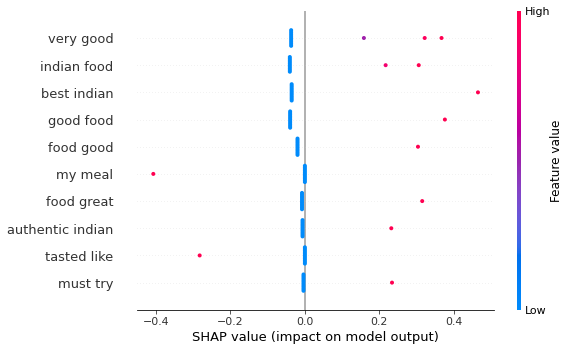 High
very good
indian food
best indian
good food
food good
my meal
food great
authentic indian
tasted like
must try
Feature value
Low
−0.4 −0.2 0.0 0.2 0.4
SHAP value (impact on model output)